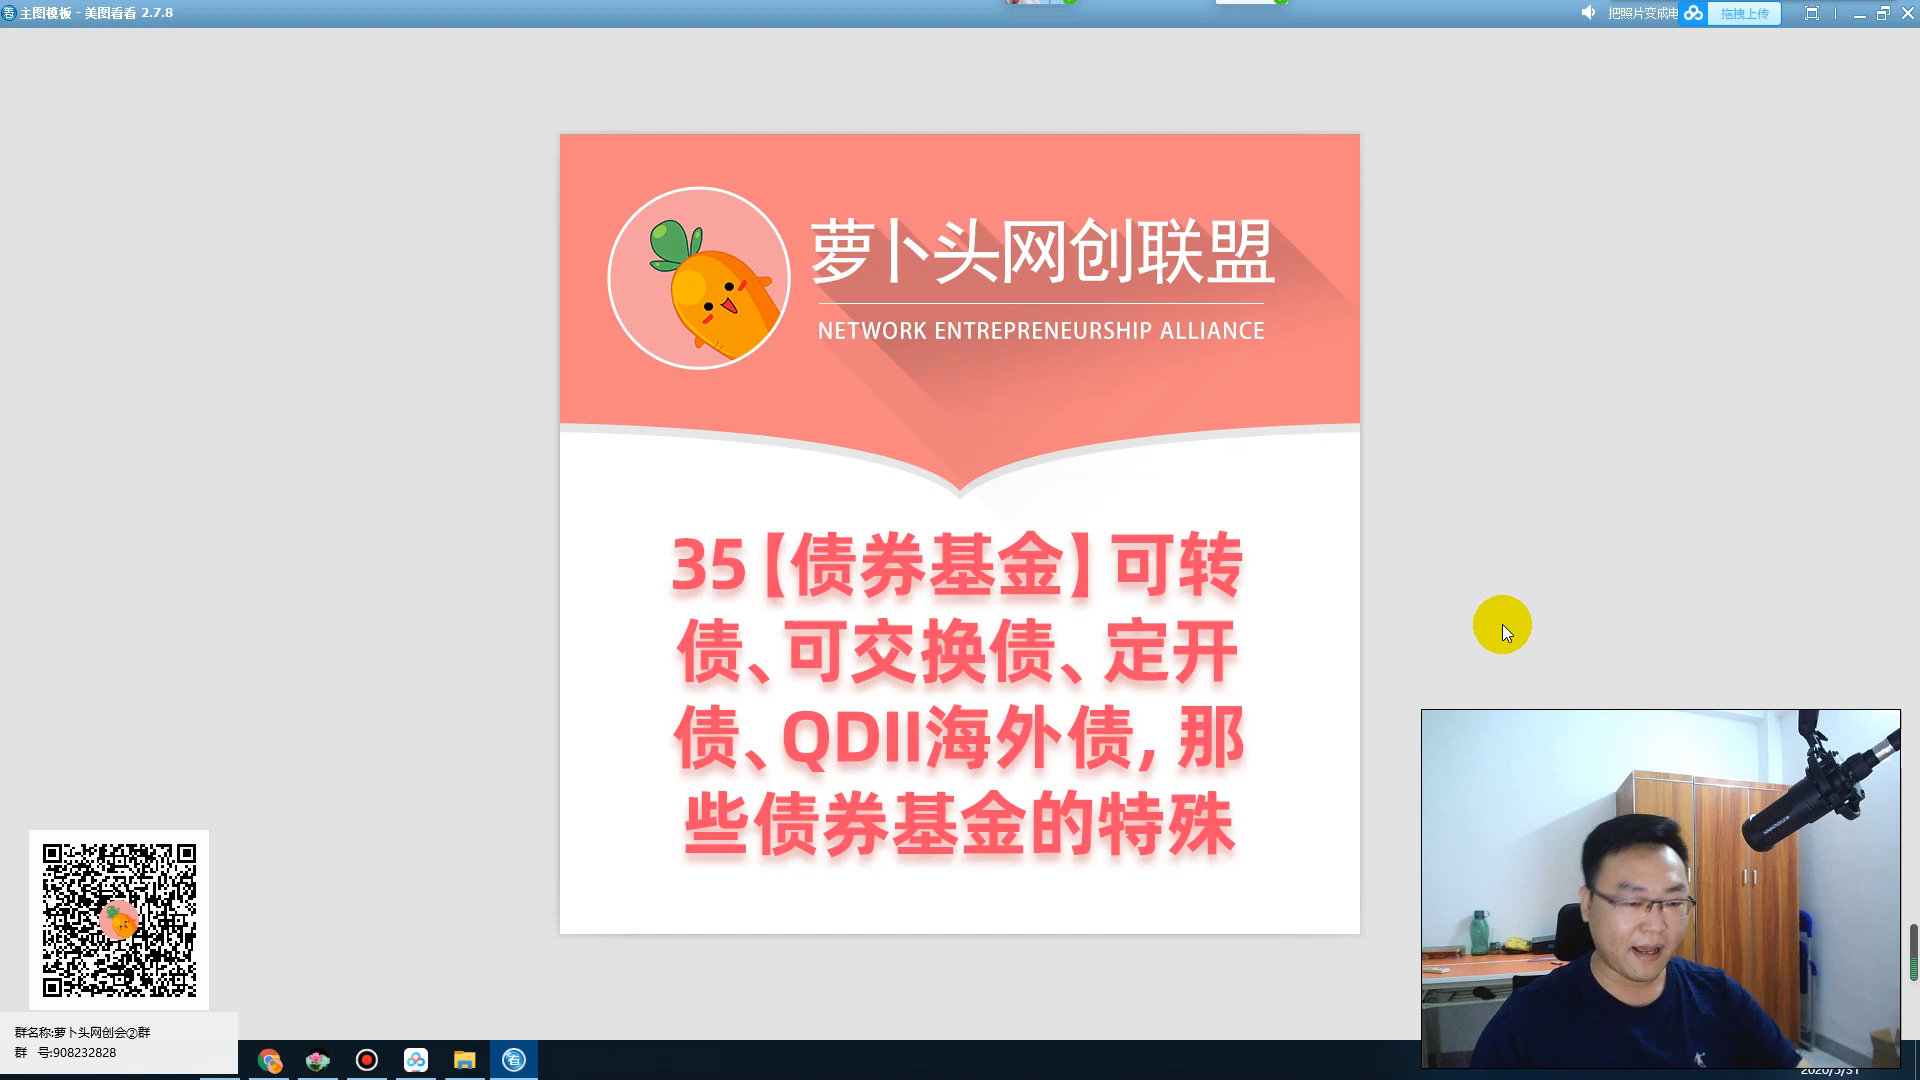 主图模板 - 美图看看 2.7.8
把照片变成电
拖拽上传
萝卜头网创联盟
NETWORK ENTREPRENEURSHIP ALLIANCE
35【债券基金】可转
债、可交换债、定开
债、QDII海外债，那
些债券基金的特殊
群名称:萝卜头网创会②群
群 号:908232828
2020/5/31